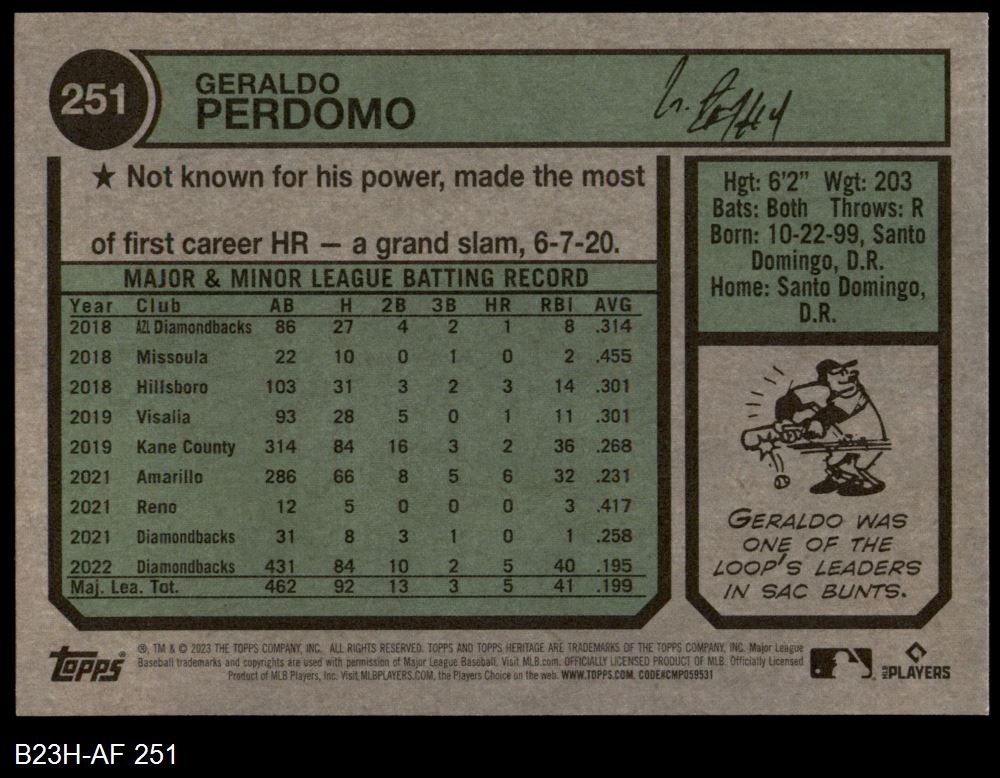 251
GERALDO
PERDOMO
★ Not known for his power, made the most
of first career HR — a grand slam, 6-7-20.
MAJOR & MINOR LEAGUE BATTING RECORD
Year Club AB H 2B 3B HR RBI AVG
2018 AZL Diamondbacks 86 27 4 2 1 8 .314
2018 Missoula 22 10 0 1 0 2 .455
2018 Hillsboro 103 31 3 2 3 14 .301
2019 Visalia 93 28 5 0 1 11 .301
2019 Kane County 314 84 16 3 2 36 .268
2021 Amarillo 286 66 8 5 6 32 .231
2021 Reno 12 5 0 0 0 3 .417
2021 Diamondbacks 31 8 3 1 0 1 .258
2022 Diamondbacks 431 84 10 2 5 40 .195
Maj. Lea. Tot. 462 92 13 3 5 41 .199
Hgt: 6'2" Wgt: 203
Bats: Both Throws: R
Born: 10-22-99, Santo
Domingo, D.R.
Home: Santo Domingo,
D.R.
GERALDO WAS
ONE OF THE
LOOP'S LEADERS
IN SAC BUNTS.
Topps
®, TM & © 2023 THE TOPPS COMPANY, INC. ALL RIGHTS RESERVED. TOPPS AND TOPPS HERITAGE ARE TRADEMARKS OF THE TOPPS COMPANY, INC. Major League
Baseball trademarks and copyrights are used with permission of Major League Baseball. Visit MLB.com. OFFICIALLY LICENSED PRODUCT OF MLB. Officially Licensed
Product of MLB Players, Inc. Visit MLBPLAYERS.COM, the Players Choice on the web. WWW.TOPPS.COM. CODE#CMP059531
MLB PLAYERS
B23H-AF 251